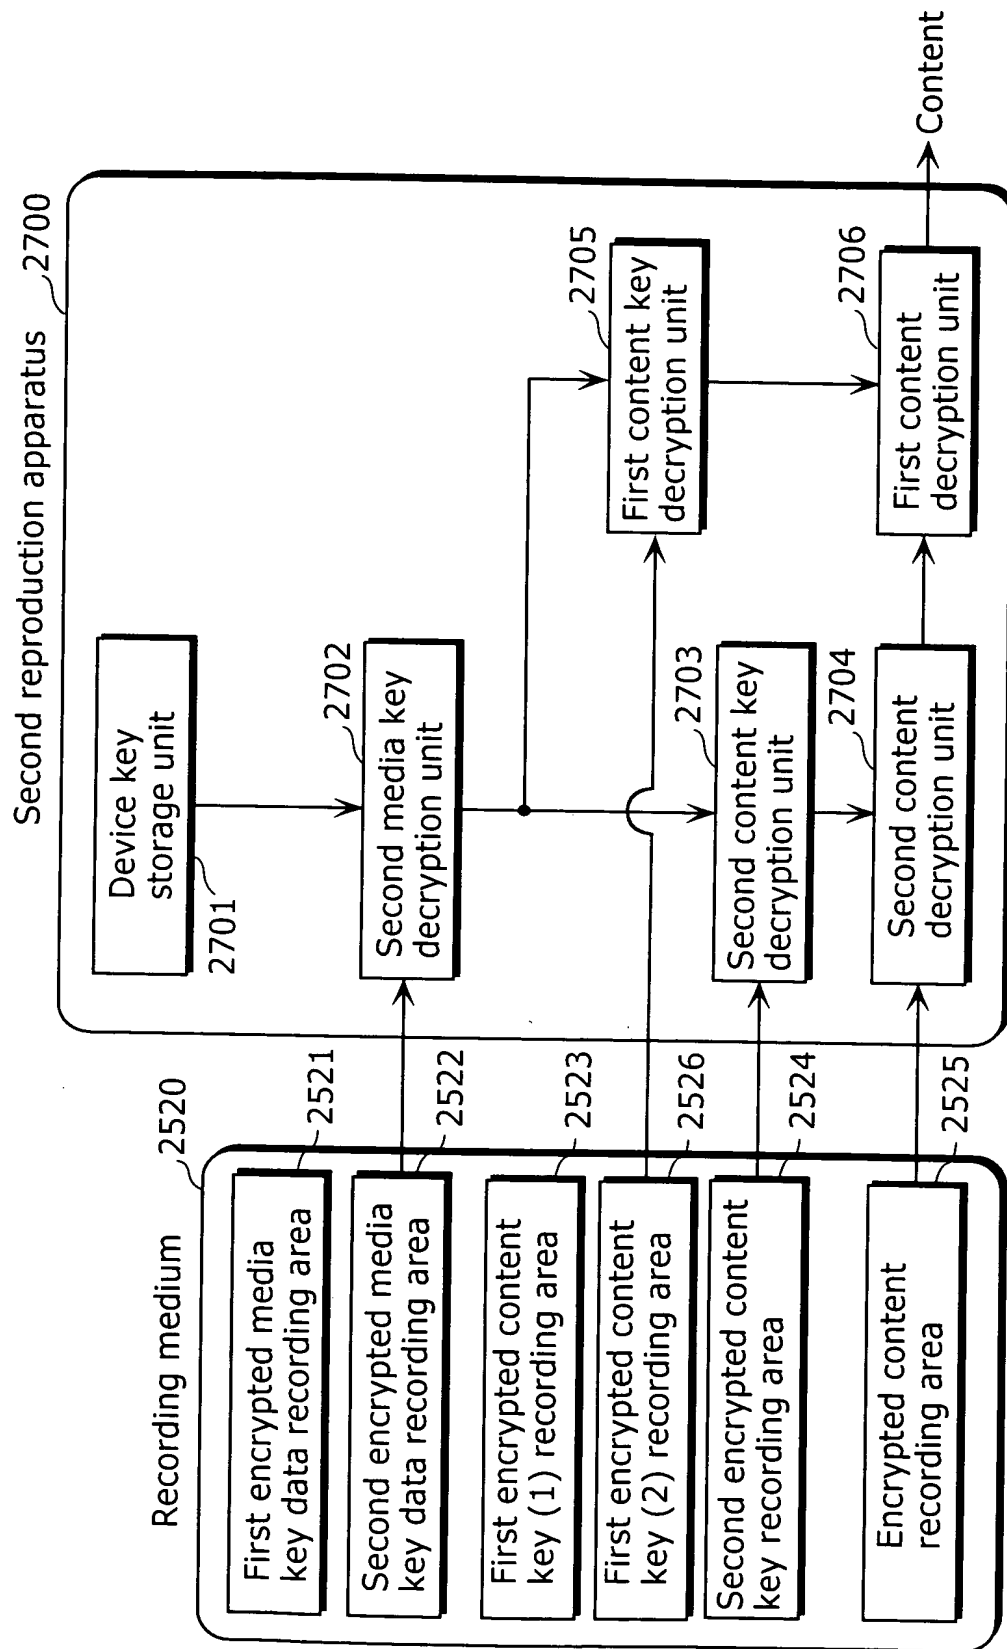 Second reproduction apparatus
2700
Recording medium
2520
First encrypted media
key data recording area
2521
Second encrypted media
key data recording area
2522
First encrypted content
key (1) recording area
2523
First encrypted content
key (2) recording area
2526
Second encrypted content
key recording area
2524
Encrypted content
recording area
2525
Device key
storage unit
2701
Second media key
decryption unit
2702
Second content key
decryption unit
2703
Second content
decryption unit
2704
First content key
decryption unit
2705
First content
decryption unit
2706
Content